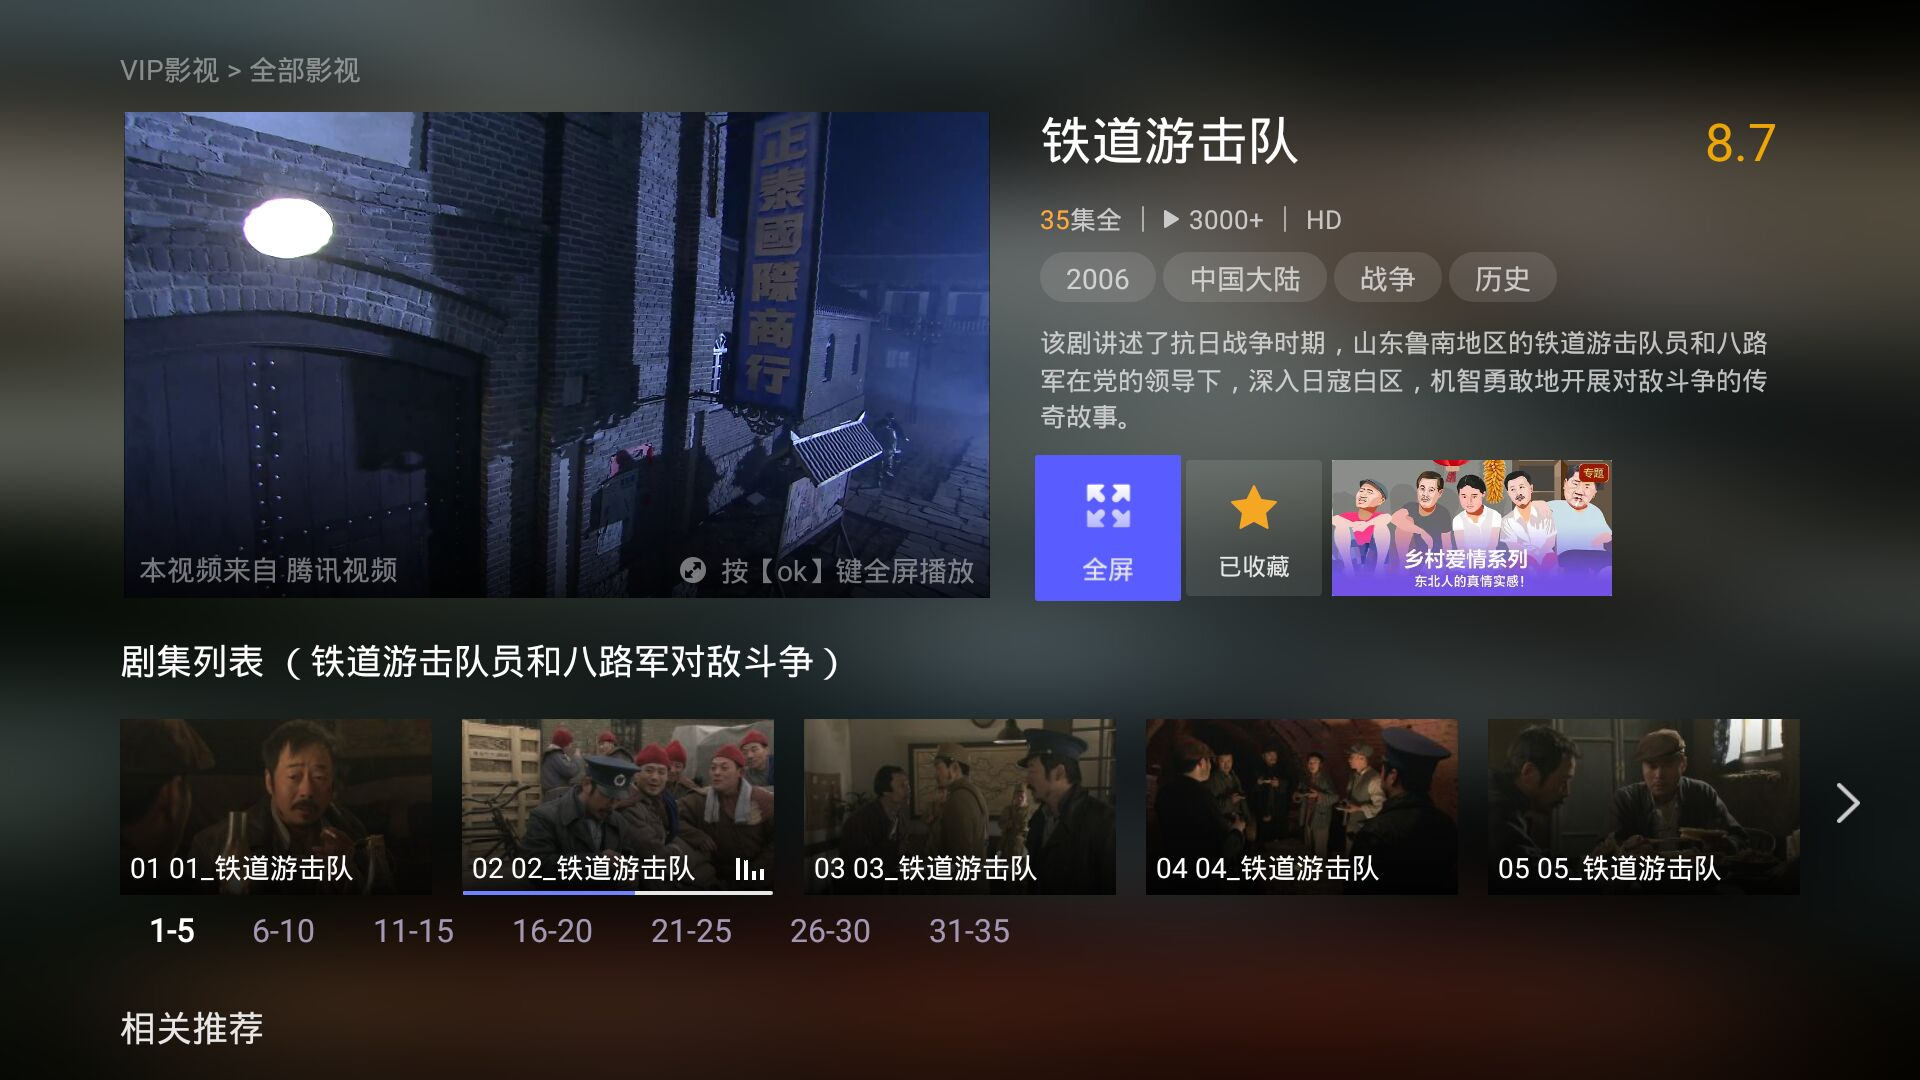 VIP影视 > 全部影视
正泰國際商行
本视频来自 腾讯视频
按【ok】键全屏播放
铁道游击队
8.7
35集全 | 3000+ | HD
2006 中国大陆 战争 历史
该剧讲述了抗日战争时期，山东鲁南地区的铁道游击队员和八路
军在党的领导下，深入日寇白区，机智勇敢地开展对敌斗争的传
奇故事。
全屏
已收藏
专题
乡村爱情系列
东北人的真情实感！
剧集列表（铁道游击队员和八路军对敌斗争）
01 01_铁道游击队
02 02_铁道游击队
03 03_铁道游击队
04 04_铁道游击队
05 05_铁道游击队
1-5 6-10 11-15 16-20 21-25 26-30 31-35
相关推荐